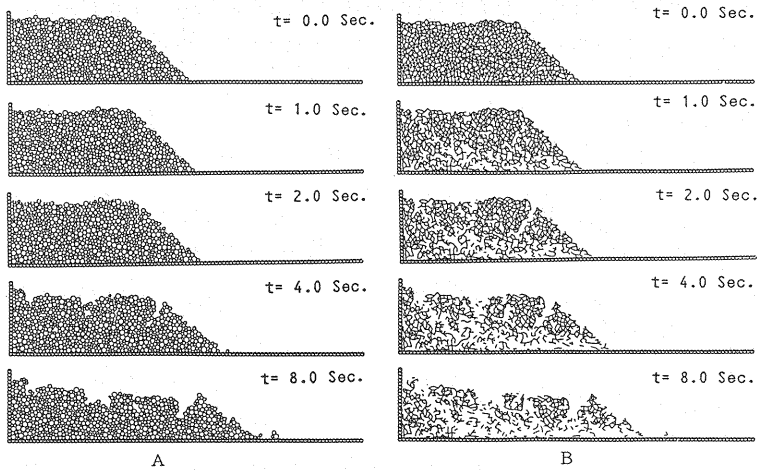 t= 0.0 Sec.
t= 1.0 Sec.
t= 2.0 Sec.
t= 4.0 Sec.
t= 8.0 Sec.
A
t= 0.0 Sec.
t= 1.0 Sec.
t= 2.0 Sec.
t= 4.0 Sec.
t= 8.0 Sec.
B